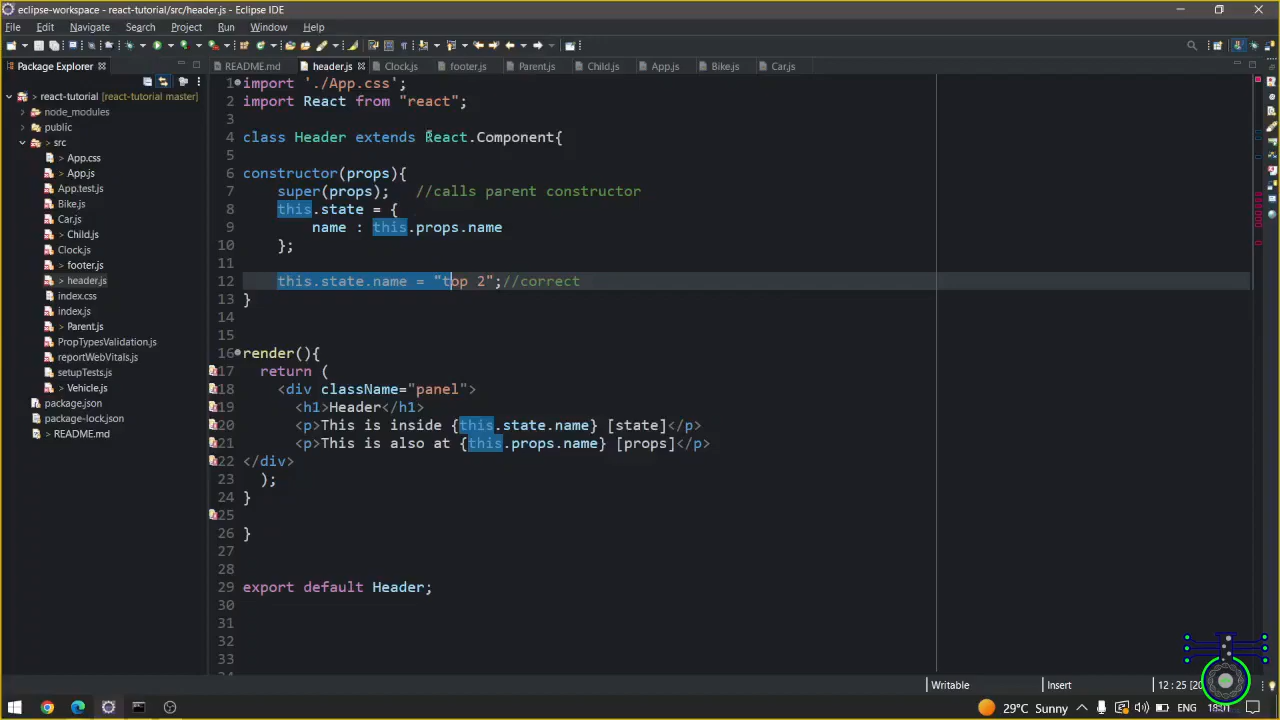 eclipse-workspace - react-tutorial/src/header.js - Eclipse IDE
File Edit Navigate Search Project Run Window Help
Package Explorer README.md header.js Clock.js footer.js Parent.js Child.js App.js Bike.js Car.js
react-tutorial [react-tutorial master]
node_modules
public
src
App.css
App.js
App.test.js
Bike.js
Car.js
Child.js
Clock.js
footer.js
header.js
index.css
index.js
Parent.js
PropTypesValidation.js
reportWebVitals.js
setupTests.js
Vehicle.js
package.json
package-lock.json
README.md
1 import './App.css';
2 import React from "react";
3
4 class Header extends React.Component{
5
6 constructor(props){
7 super(props); //calls parent constructor
8 this.state = {
9 name : this.props.name
10 };
11
12 this.state.name = "top 2";//correct
13 }
14
15
16 render(){
17 return (
18 <div className="panel">
19 <h1>Header</h1>
20 <p>This is inside {this.state.name} [state]</p>
21 <p>This is also at {this.props.name} [props]</p>
22 </div>
23 );
24 }
25
26 }
27
28
29 export default Header;
30
31
32
33
Writable Insert 12 : 25 [20
29°C Sunny ENG 18:01